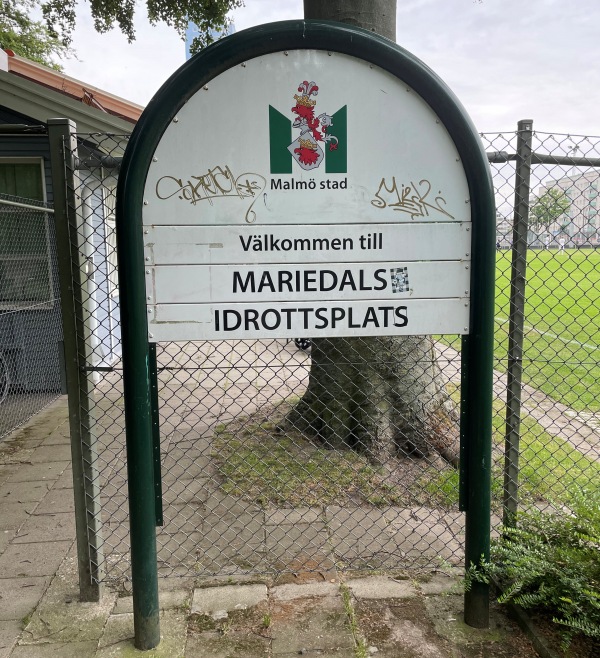 Malmö stad
Välkommen till
MARIEDALS
IDROTTSPLATS